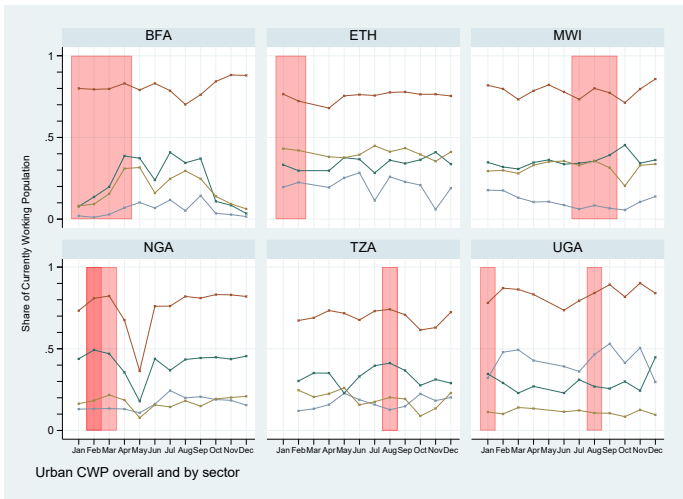 BFA ETH MWI
1
.5
0
NGA TZA UGA
1
.5
0
Share of Currently Working Population
Jan Feb Mar Apr May Jun Jul Aug Sep Oct Nov Dec Jan Feb Mar Apr May Jun Jul Aug Sep Oct Nov Dec Jan Feb Mar Apr May Jun Jul Aug Sep Oct Nov Dec
Urban CWP overall and by sector